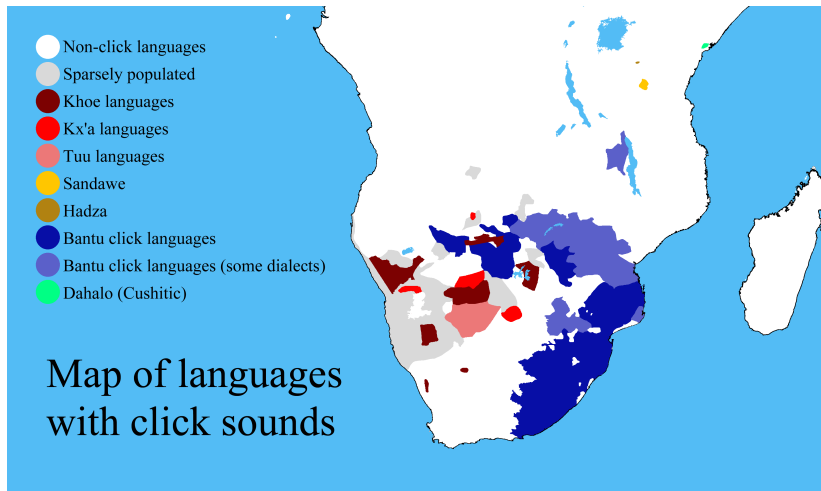 Non-click languages
Sparsely populated
Khoe languages
Kx'a languages
Tuu languages
Sandawe
Hadza
Bantu click languages
Bantu click languages (some dialects)
Dahalo (Cushitic)
Map of languages
with click sounds